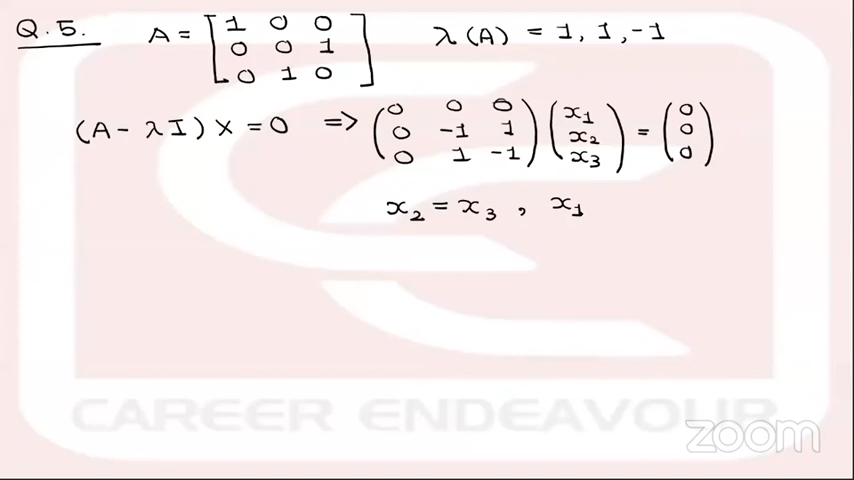 Q.5. A = [1 0 0; 0 0 1; 0 1 0] λ(A) = 1, 1, -1
(A - λI) X = 0 => (0 0 0; 0 -1 1; 0 1 -1) (x₁; x₂; x₃) = (0; 0; 0)
x₂ = x₃ , x₁
CAREER ENDEAVOUR
zoom